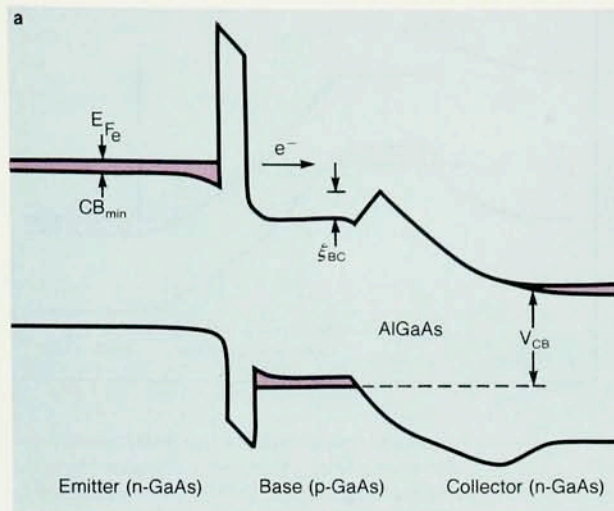 a
E_Fe
e⁻
CB_min
ξ_BC
AlGaAs
V_CB
Emitter (n-GaAs) Base (p-GaAs) Collector (n-GaAs)